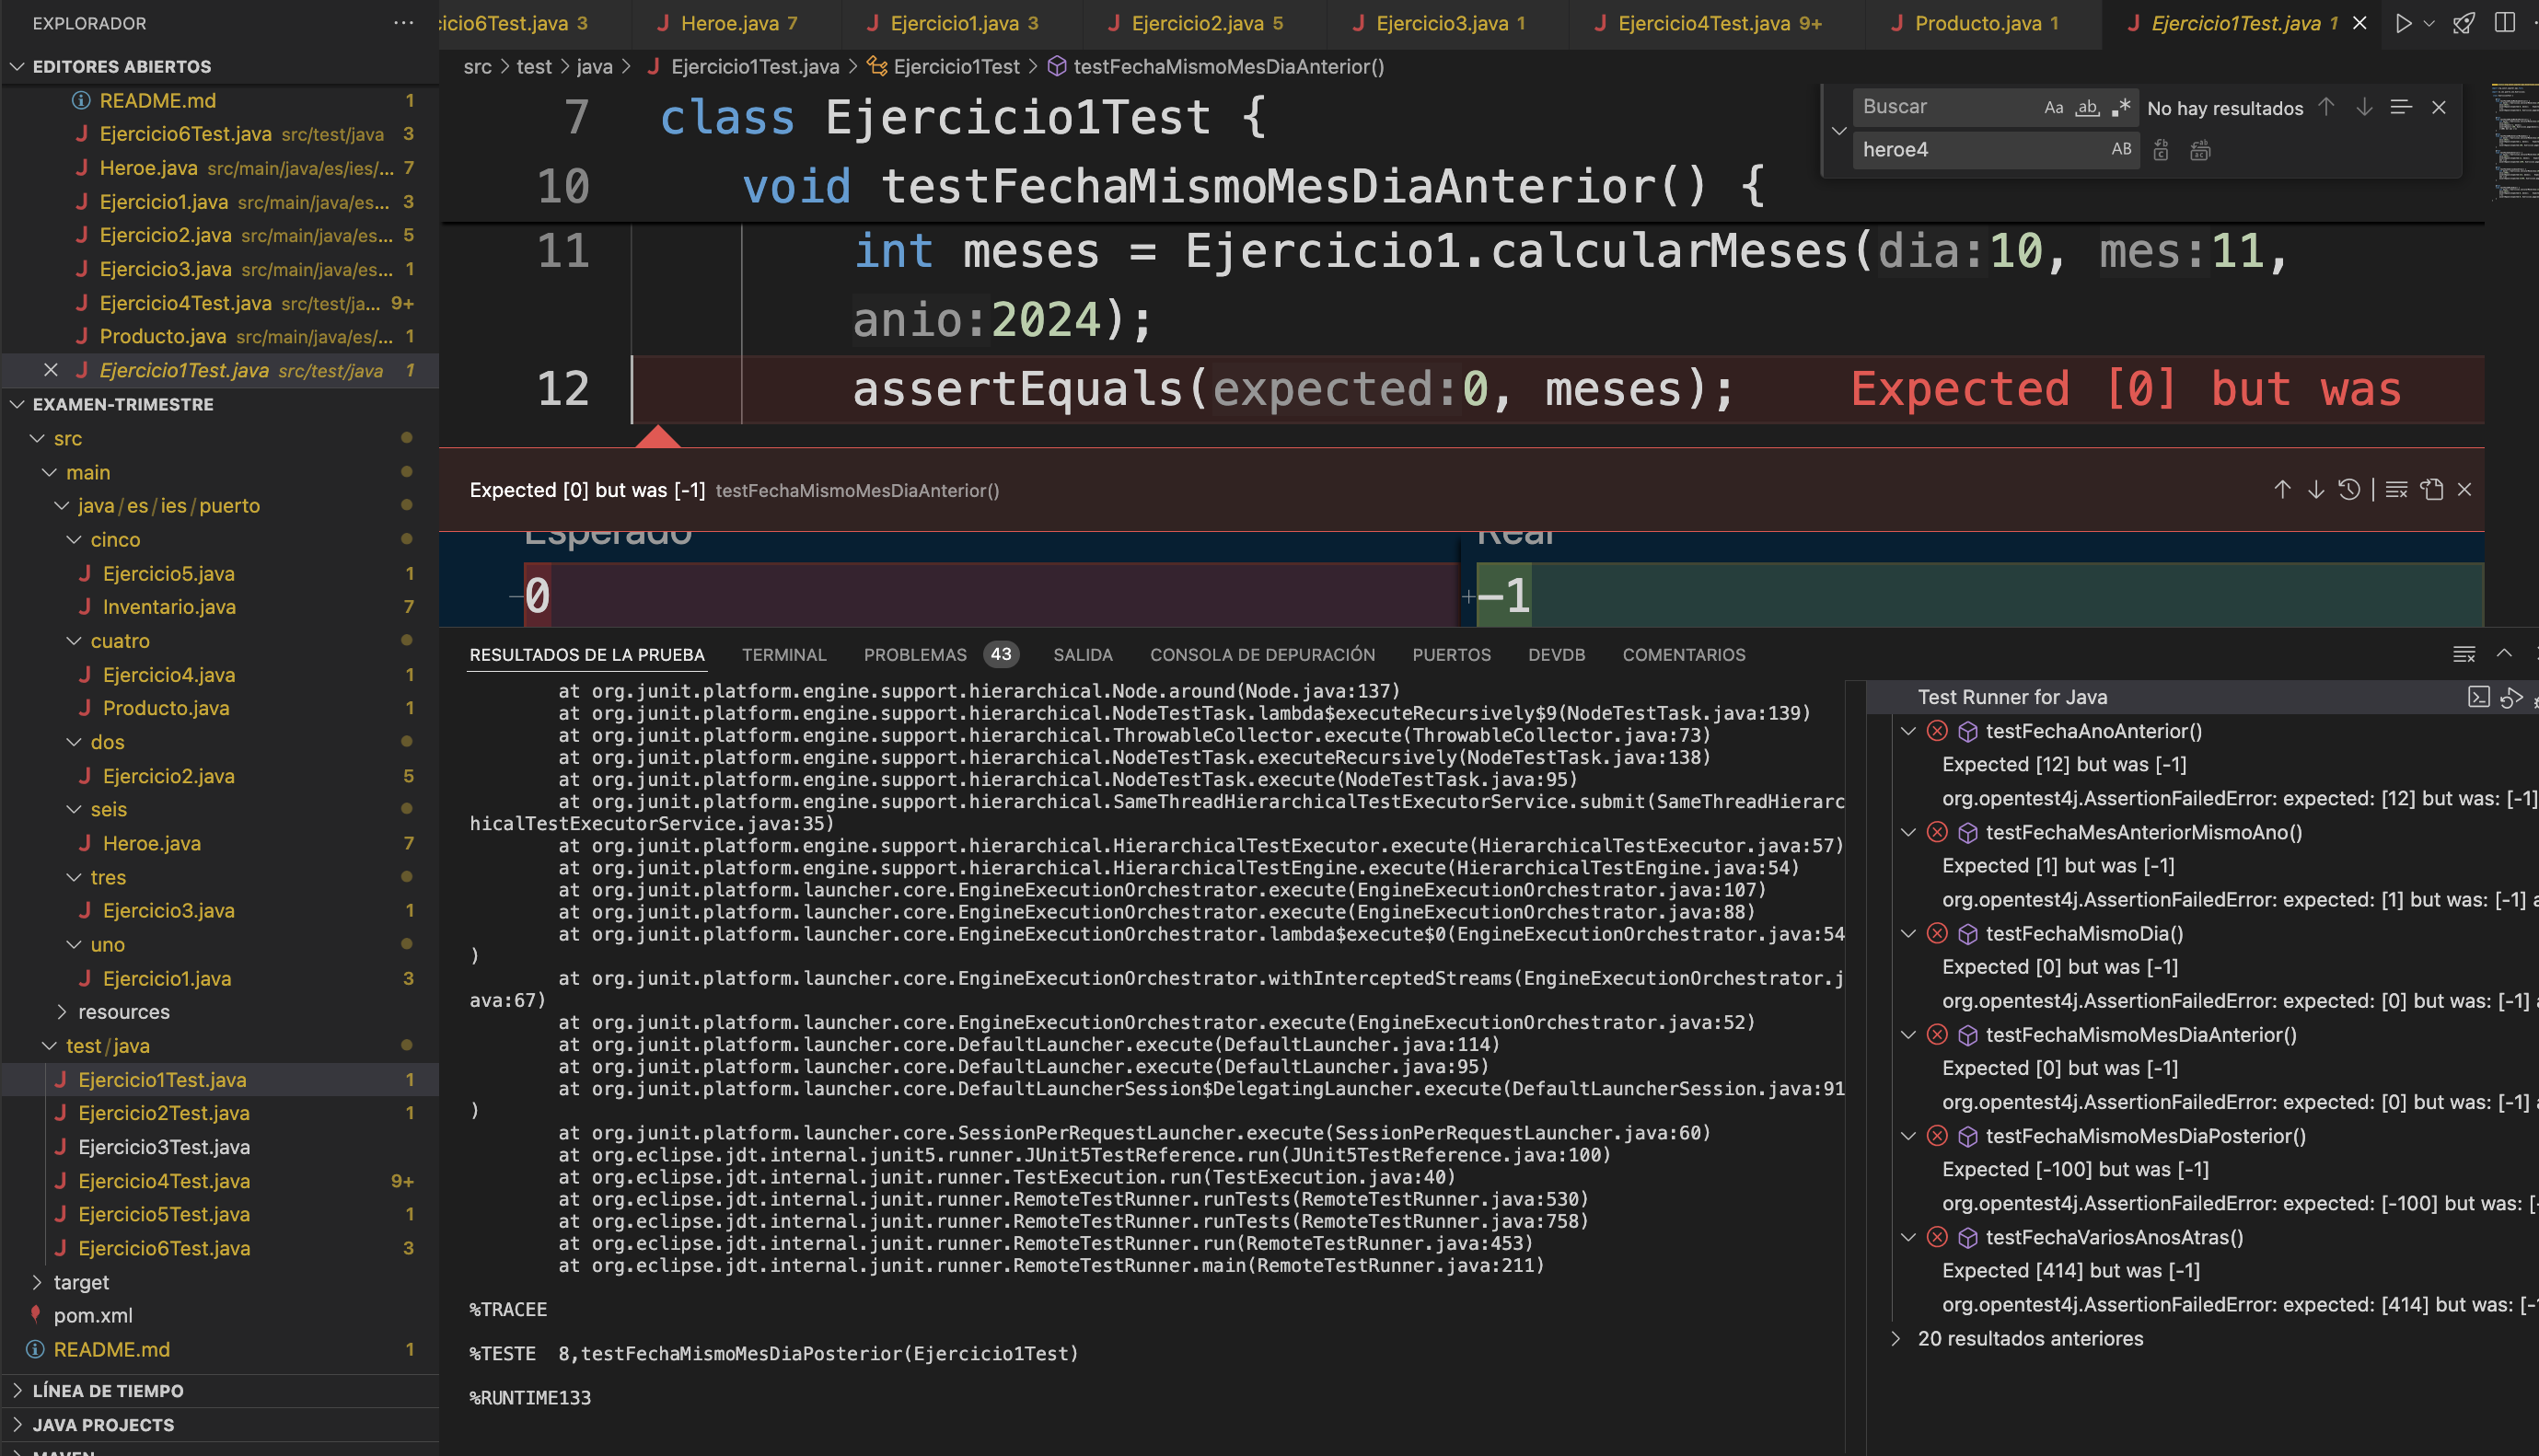 EXPLORADOR
EDITORES ABIERTOS
README.md 1
Ejercicio6Test.java src/test/java 3
Heroe.java src/main/java/es/ies/... 7
Ejercicio1.java src/main/java/es... 3
Ejercicio2.java src/main/java/es... 5
Ejercicio3.java src/main/java/es... 1
Ejercicio4Test.java src/test/ja... 9+
Producto.java src/main/java/es/... 1
Ejercicio1Test.java src/test/java 1
EXAMEN-TRIMESTRE
src
main
java/es/ies/puerto
cinco
Ejercicio5.java 1
Inventario.java 7
cuatro
Ejercicio4.java 1
Producto.java 1
dos
Ejercicio2.java 5
seis
Heroe.java 7
tres
Ejercicio3.java 1
uno
Ejercicio1.java 3
resources
test/java
Ejercicio1Test.java 1
Ejercicio2Test.java 1
Ejercicio3Test.java
Ejercicio4Test.java 9+
Ejercicio5Test.java 1
Ejercicio6Test.java 3
target
pom.xml
README.md 1
LÍNEA DE TIEMPO
JAVA PROJECTS
MAVEN
icio6Test.java 3 Heroe.java 7 Ejercicio1.java 3 Ejercicio2.java 5 Ejercicio3.java 1 Ejercicio4Test.java 9+ Producto.java 1 Ejercicio1Test.java 1
src > test > java > Ejercicio1Test.java > Ejercicio1Test > testFechaMismoMesDiaAnterior()
Buscar Aa ab .* No hay resultados
heroe4 AB
7 class Ejercicio1Test {
10 void testFechaMismoMesDiaAnterior() {
11 int meses = Ejercicio1.calcularMeses(dia:10, mes:11,
anio:2024);
12 assertEquals(expected:0, meses); Expected [0] but was
Expected [0] but was [-1] testFechaMismoMesDiaAnterior()
Esperado Real
−0 +−1
RESULTADOS DE LA PRUEBA TERMINAL PROBLEMAS 43 SALIDA CONSOLA DE DEPURACIÓN PUERTOS DEVDB COMENTARIOS
at org.junit.platform.engine.support.hierarchical.Node.around(Node.java:137)
at org.junit.platform.engine.support.hierarchical.NodeTestTask.lambda$executeRecursively$9(NodeTestTask.java:139)
at org.junit.platform.engine.support.hierarchical.ThrowableCollector.execute(ThrowableCollector.java:73)
at org.junit.platform.engine.support.hierarchical.NodeTestTask.executeRecursively(NodeTestTask.java:138)
at org.junit.platform.engine.support.hierarchical.NodeTestTask.execute(NodeTestTask.java:95)
at org.junit.platform.engine.support.hierarchical.SameThreadHierarchicalTestExecutorService.submit(SameThreadHierarc
hicalTestExecutorService.java:35)
at org.junit.platform.engine.support.hierarchical.HierarchicalTestExecutor.execute(HierarchicalTestExecutor.java:57)
at org.junit.platform.engine.support.hierarchical.HierarchicalTestEngine.execute(HierarchicalTestEngine.java:54)
at org.junit.platform.launcher.core.EngineExecutionOrchestrator.execute(EngineExecutionOrchestrator.java:107)
at org.junit.platform.launcher.core.EngineExecutionOrchestrator.execute(EngineExecutionOrchestrator.java:88)
at org.junit.platform.launcher.core.EngineExecutionOrchestrator.lambda$execute$0(EngineExecutionOrchestrator.java:54
)
at org.junit.platform.launcher.core.EngineExecutionOrchestrator.withInterceptedStreams(EngineExecutionOrchestrator.j
ava:67)
at org.junit.platform.launcher.core.EngineExecutionOrchestrator.execute(EngineExecutionOrchestrator.java:52)
at org.junit.platform.launcher.core.DefaultLauncher.execute(DefaultLauncher.java:114)
at org.junit.platform.launcher.core.DefaultLauncher.execute(DefaultLauncher.java:95)
at org.junit.platform.launcher.core.DefaultLauncherSession$DelegatingLauncher.execute(DefaultLauncherSession.java:91
)
at org.junit.platform.launcher.core.SessionPerRequestLauncher.execute(SessionPerRequestLauncher.java:60)
at org.eclipse.jdt.internal.junit5.runner.JUnit5TestReference.run(JUnit5TestReference.java:100)
at org.eclipse.jdt.internal.junit.runner.TestExecution.run(TestExecution.java:40)
at org.eclipse.jdt.internal.junit.runner.RemoteTestRunner.runTests(RemoteTestRunner.java:530)
at org.eclipse.jdt.internal.junit.runner.RemoteTestRunner.runTests(RemoteTestRunner.java:758)
at org.eclipse.jdt.internal.junit.runner.RemoteTestRunner.run(RemoteTestRunner.java:453)
at org.eclipse.jdt.internal.junit.runner.RemoteTestRunner.main(RemoteTestRunner.java:211)
%TRACEE
%TESTE 8,testFechaMismoMesDiaPosterior(Ejercicio1Test)
%RUNTIME133
Test Runner for Java
testFechaAnoAnterior()
Expected [12] but was [-1]
org.opentest4j.AssertionFailedError: expected: [12] but was: [-1]
testFechaMesAnteriorMismoAno()
Expected [1] but was [-1]
org.opentest4j.AssertionFailedError: expected: [1] but was: [-1] a
testFechaMismoDia()
Expected [0] but was [-1]
org.opentest4j.AssertionFailedError: expected: [0] but was: [-1] a
testFechaMismoMesDiaAnterior()
Expected [0] but was [-1]
org.opentest4j.AssertionFailedError: expected: [0] but was: [-1] a
testFechaMismoMesDiaPosterior()
Expected [-100] but was [-1]
org.opentest4j.AssertionFailedError: expected: [-100] but was: [-
testFechaVariosAnosAtras()
Expected [414] but was [-1]
org.opentest4j.AssertionFailedError: expected: [414] but was: [-1
20 resultados anteriores